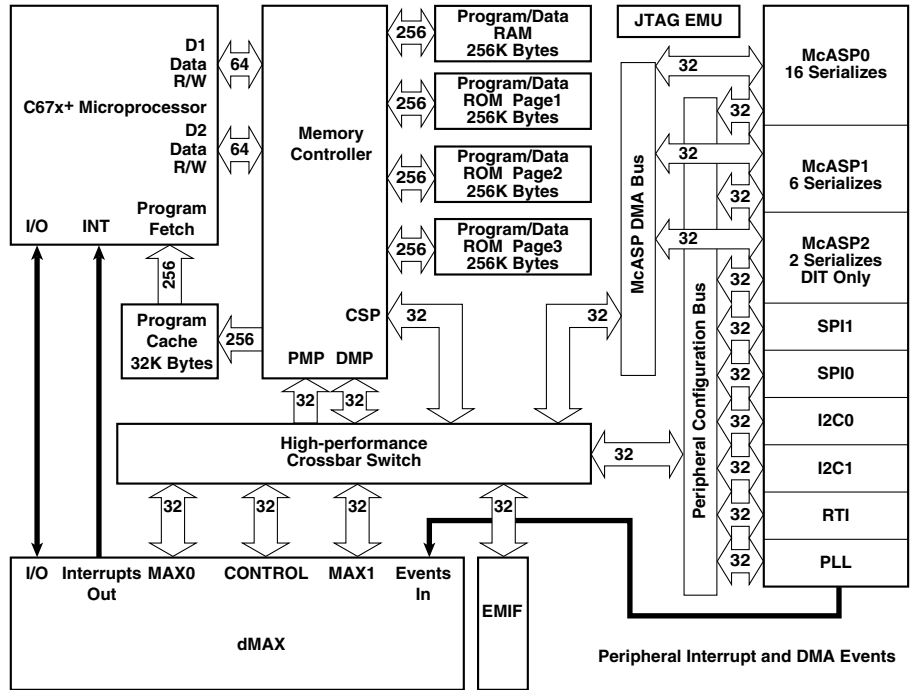 D1
Data
R/W
64
C67x+ Microprocessor
D2
Data
R/W
64
I/O
INT
Program
Fetch
256
Program
Cache
32K Bytes
256
Memory
Controller
CSP
PMP
DMP
32
32
32
256
Program/Data
RAM
256K Bytes
256
Program/Data
ROM Page1
256K Bytes
256
Program/Data
ROM Page2
256K Bytes
256
Program/Data
ROM Page3
256K Bytes
JTAG EMU
McASP DMA Bus
32
Peripheral Configuration Bus
32
32
32
32
McASP0
16 Serializes
32
McASP1
6 Serializes
32
McASP2
2 Serializes
DIT Only
32
SPI1
32
SPI0
32
I2C0
32
I2C1
32
RTI
32
PLL
32
High-performance
Crossbar Switch
32
32
32
32
I/O
Interrupts
Out
MAX0
CONTROL
MAX1
Events
In
dMAX
EMIF
Peripheral Interrupt and DMA Events